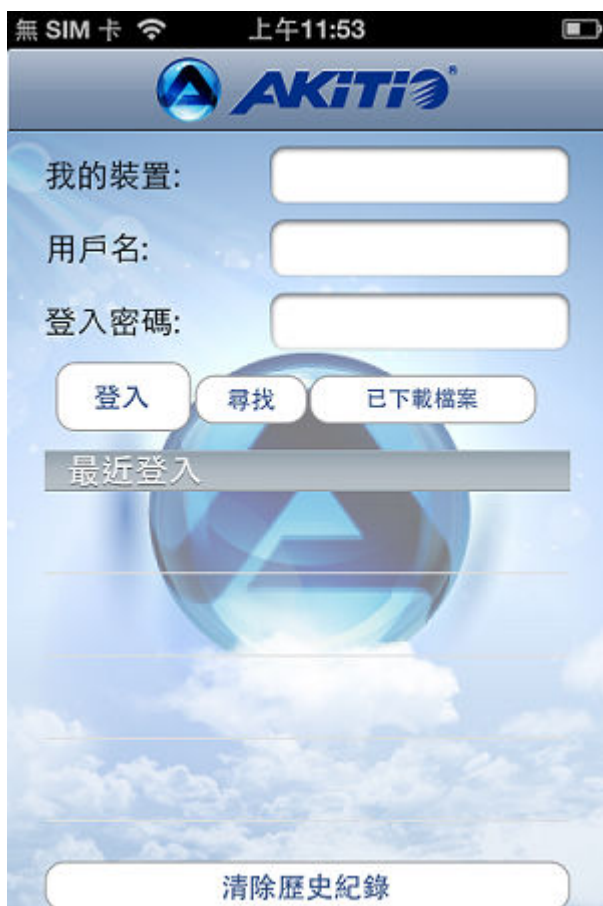 無 SIM 卡 上午11:53
AKiTiO®
我的裝置:
用戶名:
登入密碼:
登入 尋找 已下載檔案
最近登入
清除歷史紀錄